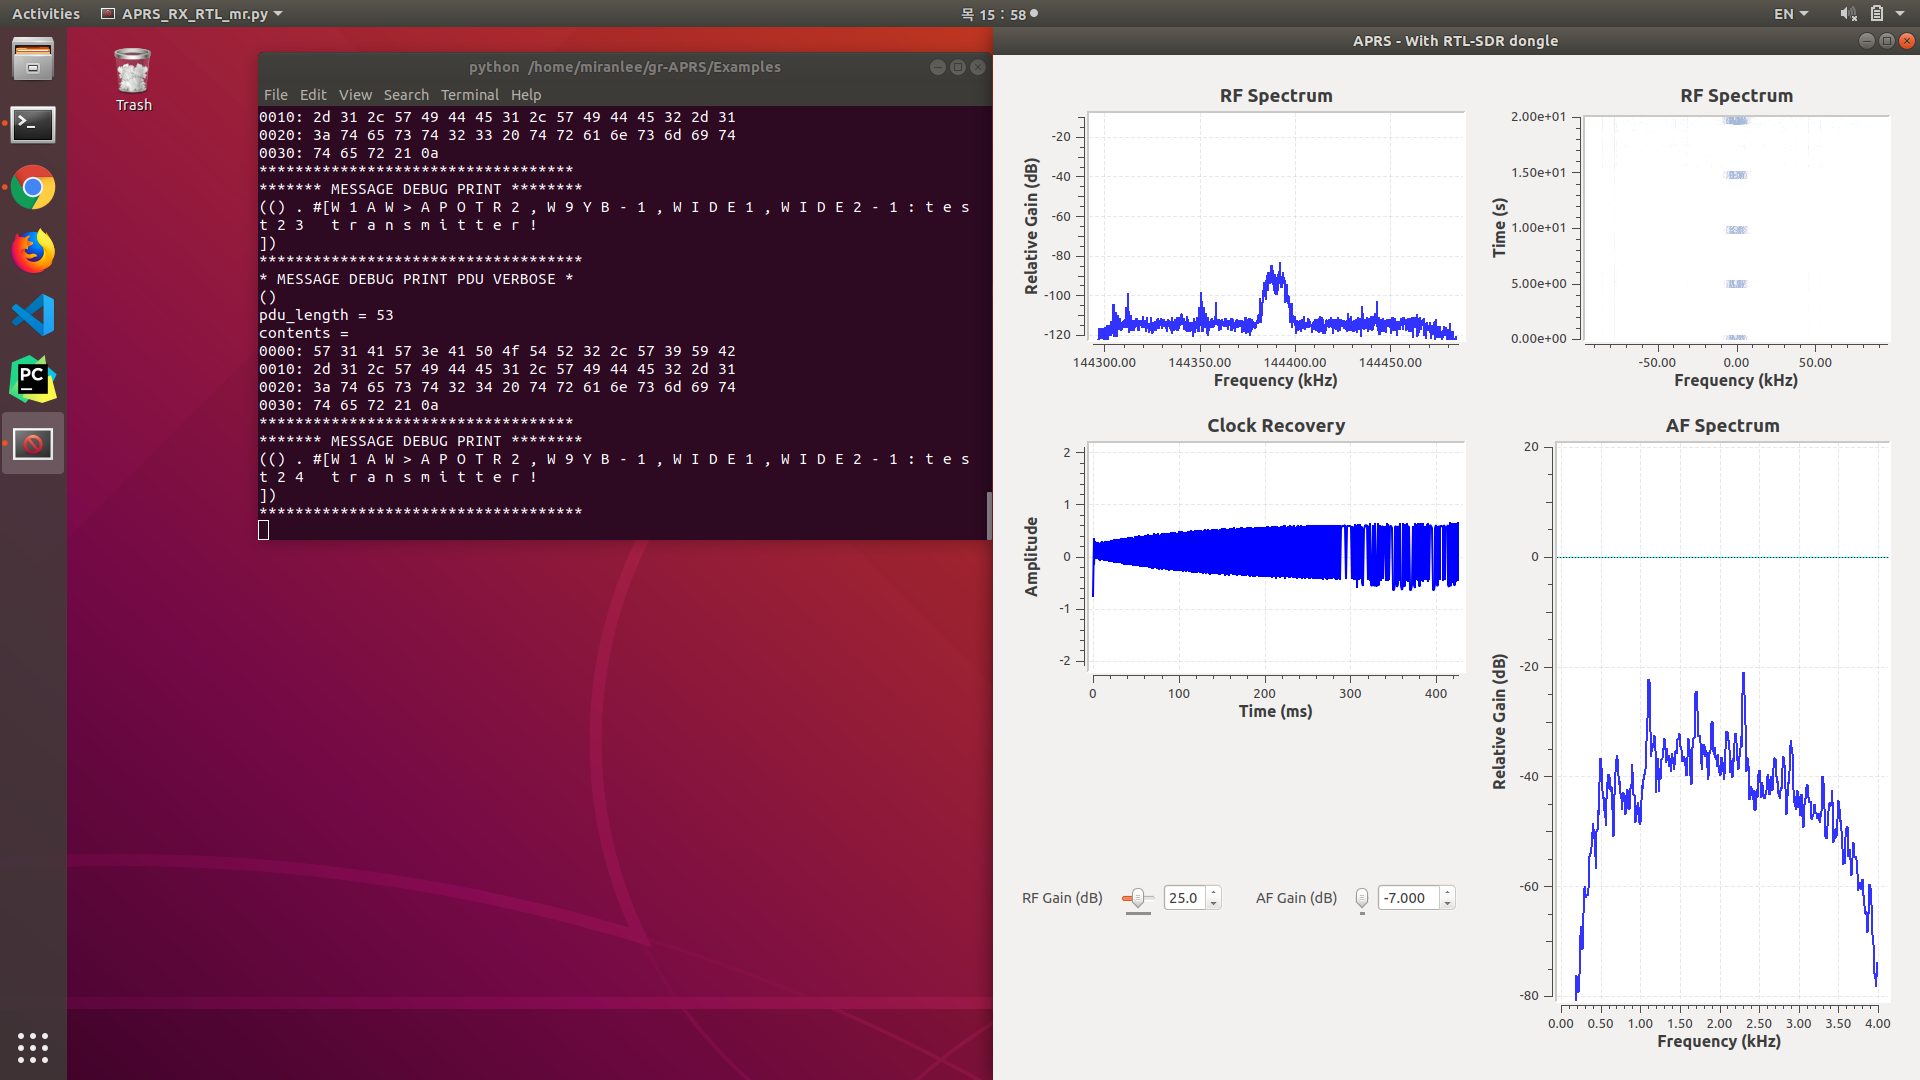 Activities
APRS_RX_RTL_mr.py
목 15 : 58
EN
Trash
python /home/miranlee/gr-APRS/Examples
File Edit View Search Terminal Help
0010: 2d 31 2c 57 49 44 45 31 2c 57 49 44 45 32 2d 31
0020: 3a 74 65 73 74 32 33 20 74 72 61 6e 73 6d 69 74
0030: 74 65 72 21 0a
***********************************
******* MESSAGE DEBUG PRINT ********
(() . #[W 1 A W > A P O T R 2 , W 9 Y B - 1 , W I D E 1 , W I D E 2 - 1 : t e s
t 2 3   t r a n s m i t t e r !
])
************************************
* MESSAGE DEBUG PRINT PDU VERBOSE *
()
pdu_length = 53
contents =
0000: 57 31 41 57 3e 41 50 4f 54 52 32 2c 57 39 59 42
0010: 2d 31 2c 57 49 44 45 31 2c 57 49 44 45 32 2d 31
0020: 3a 74 65 73 74 32 34 20 74 72 61 6e 73 6d 69 74
0030: 74 65 72 21 0a
***********************************
******* MESSAGE DEBUG PRINT ********
(() . #[W 1 A W > A P O T R 2 , W 9 Y B - 1 , W I D E 1 , W I D E 2 - 1 : t e s
t 2 4   t r a n s m i t t e r !
])
************************************
PC
APRS - With RTL-SDR dongle
RF Spectrum
Relative Gain (dB)
-20
-40
-60
-80
-100
-120
144300.00 144350.00 144400.00 144450.00
Frequency (kHz)
RF Spectrum
Time (s)
2.00e+01
1.50e+01
1.00e+01
5.00e+00
0.00e+00
-50.00 0.00 50.00
Frequency (kHz)
Clock Recovery
Amplitude
2
1
0
-1
-2
0 100 200 300 400
Time (ms)
AF Spectrum
Relative Gain (dB)
20
0
-20
-40
-60
-80
0.00 0.50 1.00 1.50 2.00 2.50 3.00 3.50 4.00
Frequency (kHz)
RF Gain (dB) 25.0
AF Gain (dB) -7.000